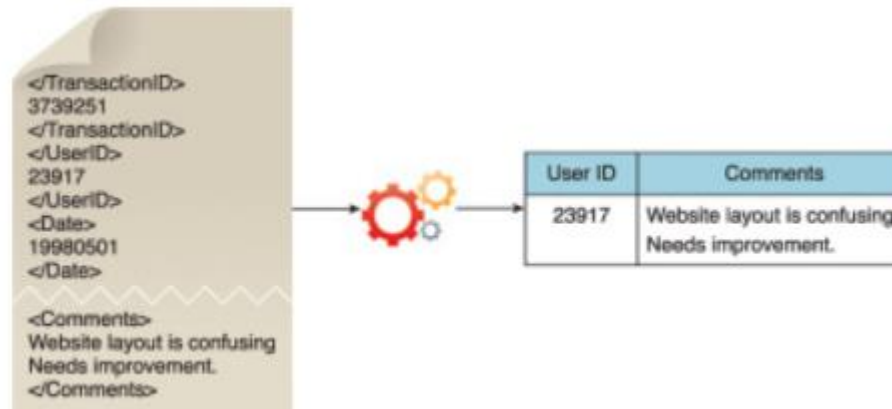 </TransactionID>
3739251
</TransactionID>
</UserID>
23917
</UserID>
<Date>
19980501
</Date>
<Comments>
Website layout is confusing
Needs improvement.
</Comments>
User ID Comments
23917 Website layout is confusing
Needs improvement.